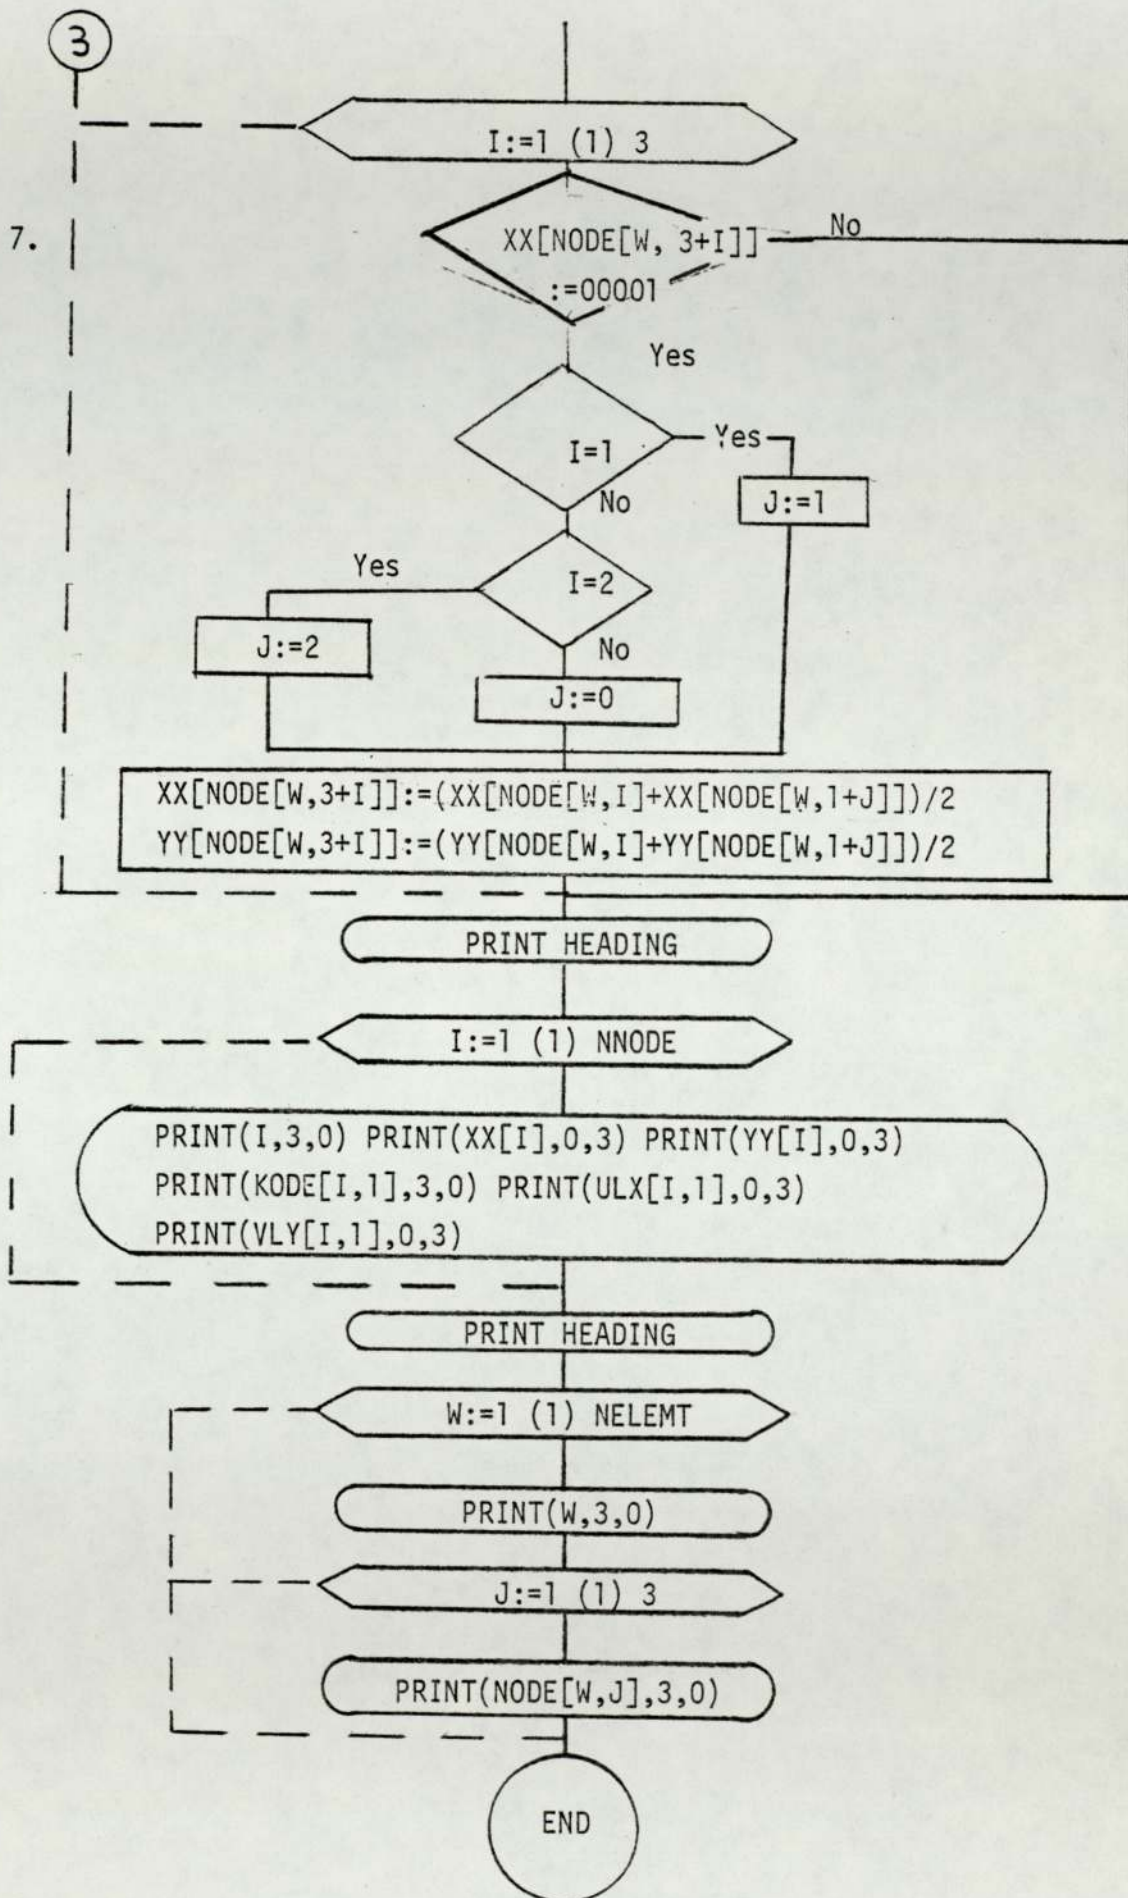 3
I:=1 (1) 3
7.
XX[NODE[W, 3+I]]
:=00001
No
Yes
I=1
Yes
No
J:=1
Yes
I=2
J:=2
No
J:=0
XX[NODE[W,3+I]]:=(XX[NODE[W,I]+XX[NODE[W,1+J]])/2
YY[NODE[W,3+I]]:=(YY[NODE[W,I]+YY[NODE[W,1+J]])/2
PRINT HEADING
I:=1 (1) NNODE
PRINT(I,3,0) PRINT(XX[I],0,3) PRINT(YY[I],0,3)
PRINT(KODE[I,1],3,0) PRINT(ULX[I,1],0,3)
PRINT(VLY[I,1],0,3)
PRINT HEADING
W:=1 (1) NELEMT
PRINT(W,3,0)
J:=1 (1) 3
PRINT(NODE[W,J],3,0)
END